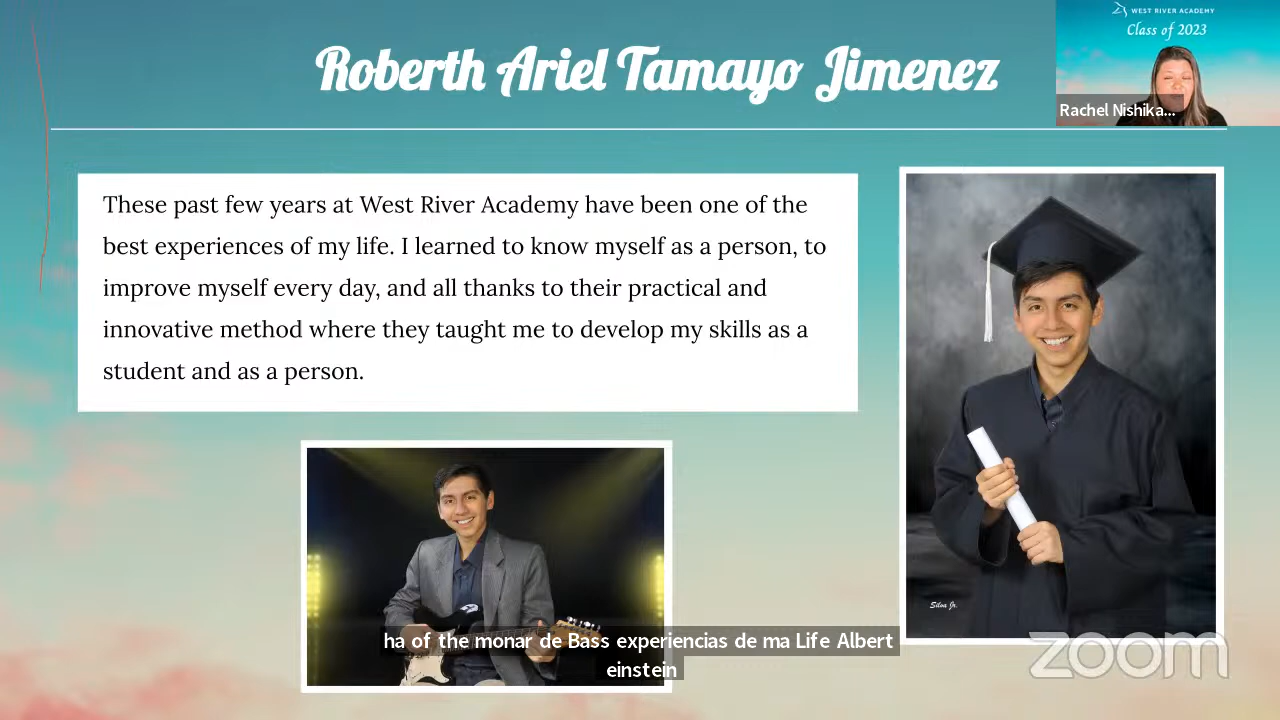 WEST RIVER ACADEMY
Class of 2023
Roberth Ariel Tamayo Jimenez
Rachel Nishika...
These past few years at West River Academy have been one of the
best experiences of my life. I learned to know myself as a person, to
improve myself every day, and all thanks to their practical and
innovative method where they taught me to develop my skills as a
student and as a person.
Silva Jr.
ha of the monar de Bass experiencias de ma Life Albert
einstein
zoom